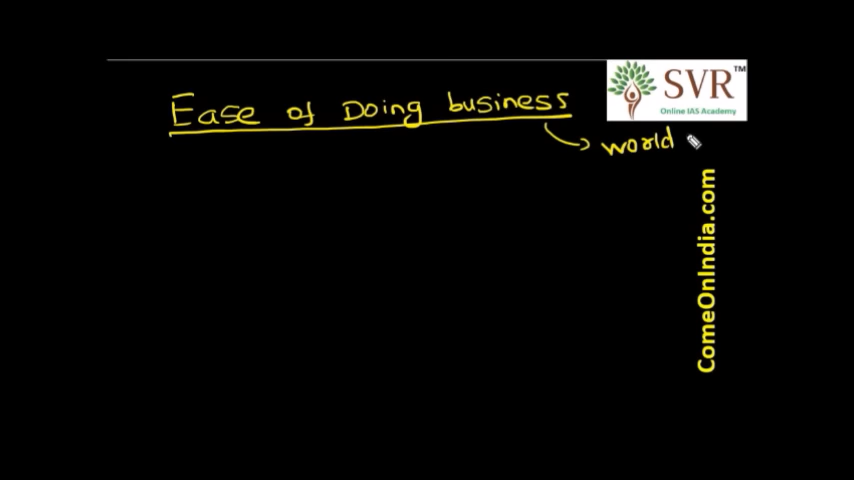 Ease of Doing business
SVR™
Online IAS Academy
world
ComeOnIndia.com